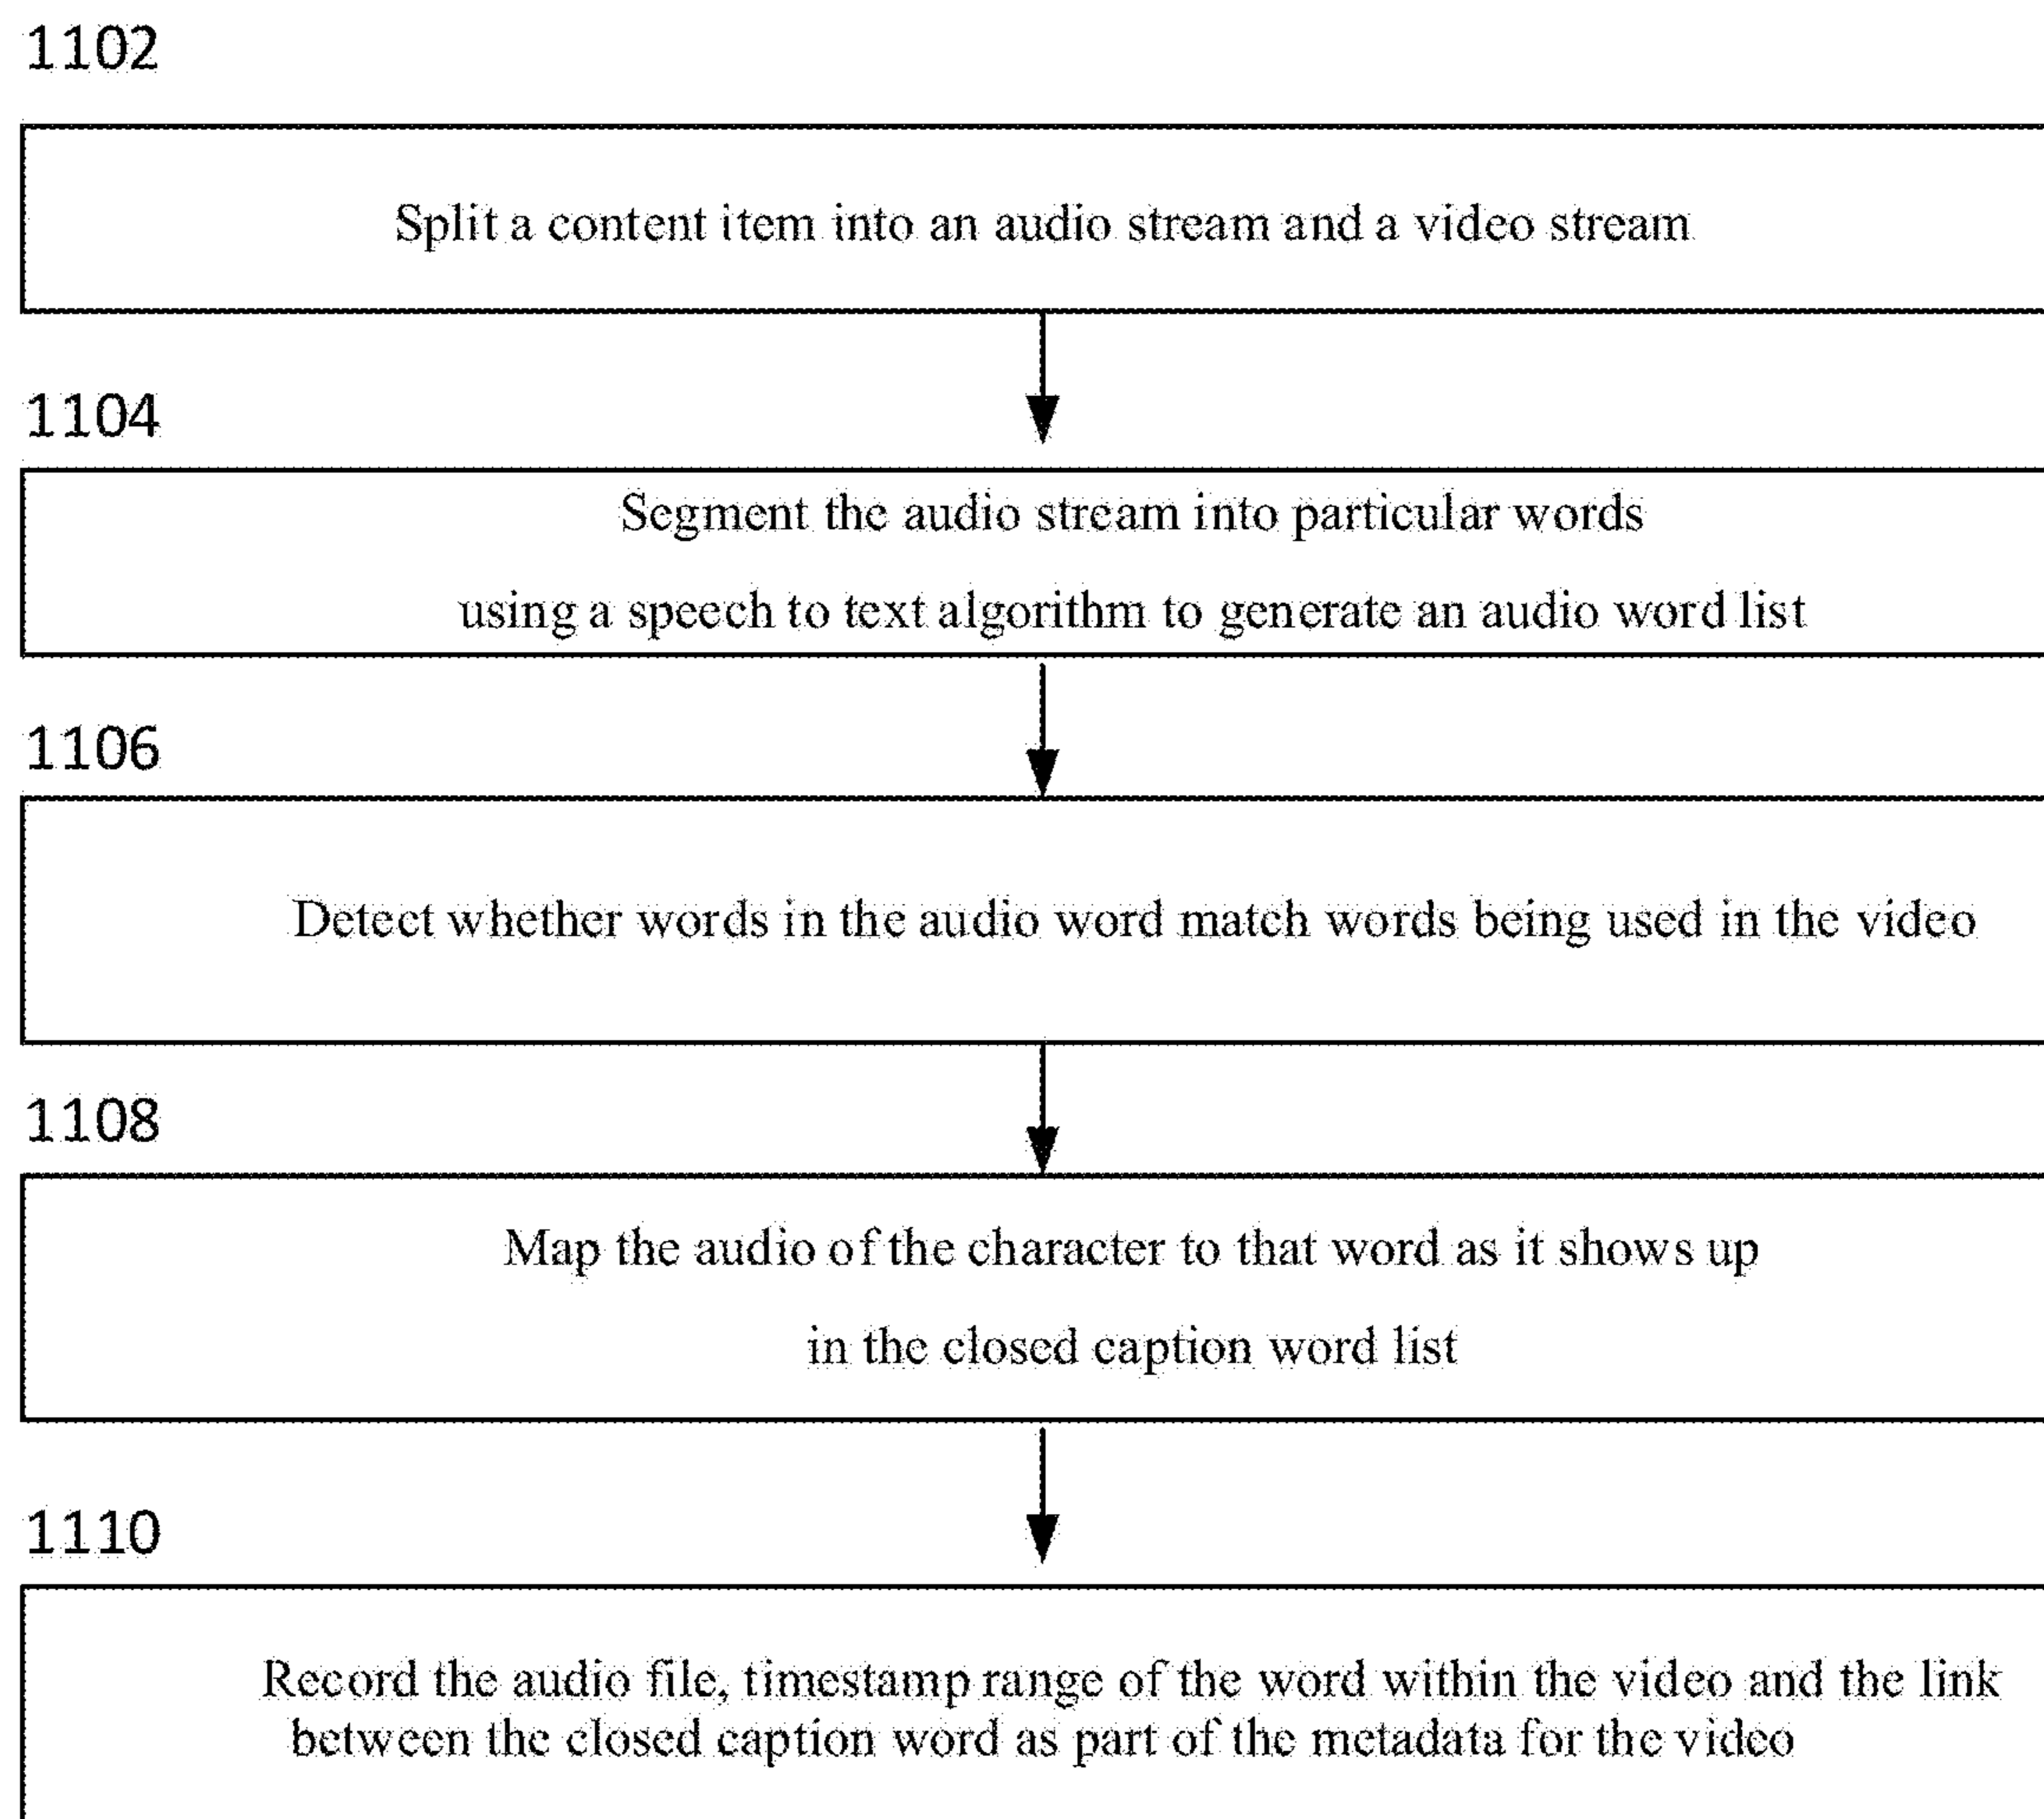 1102
Split a content item into an audio stream and a video stream
1104
Segment the audio stream into particular words
using a speech to text algorithm to generate an audio word list
1106
Detect whether words in the audio word match words being used in the video
1108
Map the audio of the character to that word as it shows up
in the closed caption word list
1110
Record the audio file, timestamp range of the word within the video and the link
between the closed caption word as part of the metadata for the video